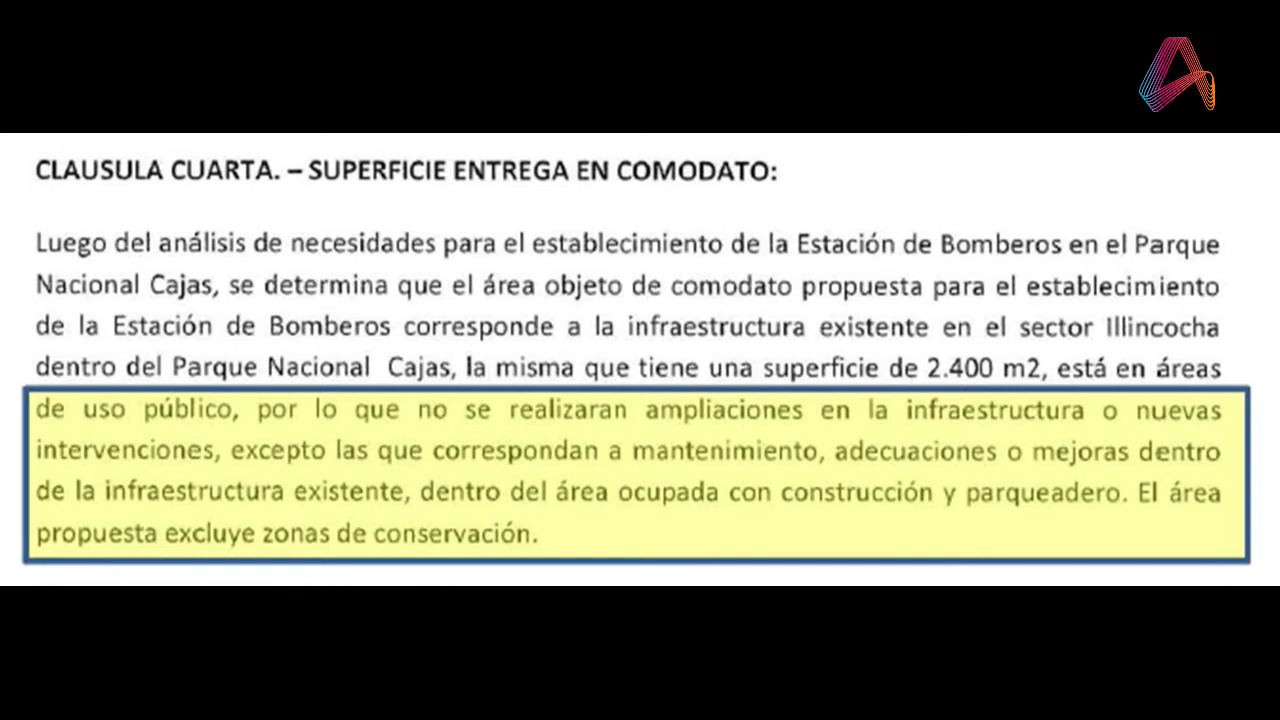 CLAUSULA CUARTA. – SUPERFICIE ENTREGA EN COMODATO:
Luego del análisis de necesidades para el establecimiento de la Estación de Bomberos en el Parque
Nacional Cajas, se determina que el área objeto de comodato propuesta para el establecimiento
de la Estación de Bomberos corresponde a la infraestructura existente en el sector Illincocha
dentro del Parque Nacional Cajas, la misma que tiene una superficie de 2.400 m2, está en áreas
de uso público, por lo que no se realizaran ampliaciones en la infraestructura o nuevas
intervenciones, excepto las que correspondan a mantenimiento, adecuaciones o mejoras dentro
de la infraestructura existente, dentro del área ocupada con construcción y parqueadero. El área
propuesta excluye zonas de conservación.